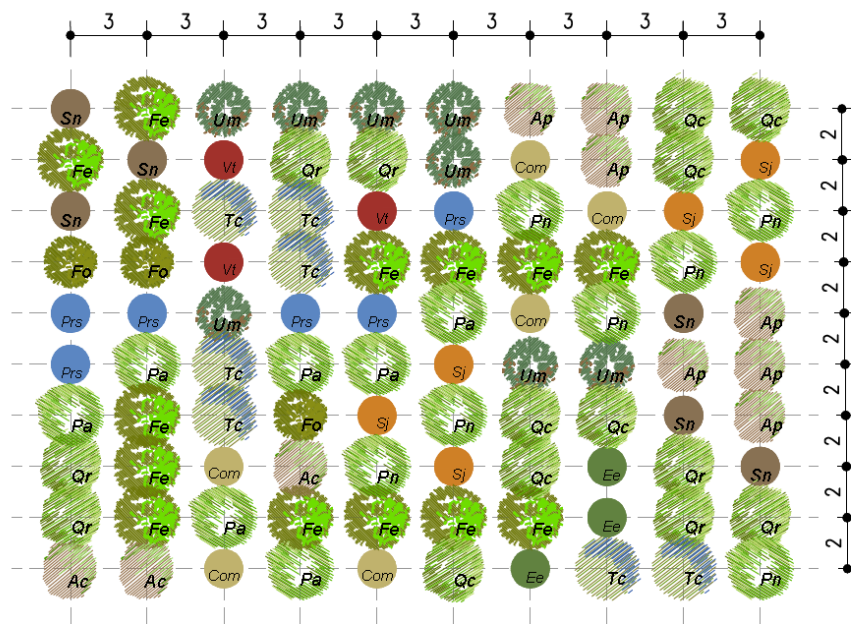 3 3 3 3 3 3 3 3 3
Sn Fe Um Um Um Um Ap Ap Qc Qc
2
Fe Sn Vt Qr Qr Um Com Ap Qc Sj
2
Sn Fe Tc Tc Vt Prs Pn Com Sj Pn
2
Fo Fo Vt Tc Fe Fe Fe Fe Pn Sj
2
Prs Prs Um Prs Prs Pa Com Pn Sn Ap
2
Prs Pa Tc Pa Pa Sj Um Um Ap Ap
2
Pa Fe Tc Fo Sj Pn Qc Qc Sn Ap
2
Qr Fe Com Ac Pn Sj Qc Ee Qr Sn
2
Qr Fe Pa Fe Fe Fe Fe Ee Qr Qr
2
Ac Ac Com Pa Com Qc Ee Tc Tc Pn